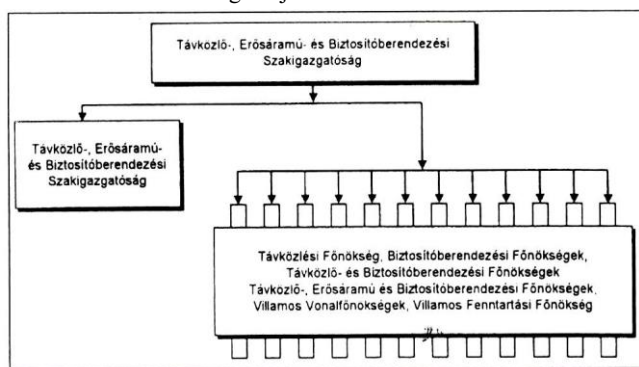 Távközlő-, Erősáramú- és Biztosítóberendezési
Szakigazgatóság
Távközlő-, Erősáramú-
és Biztosítóberendezési
Szakigazgatóság
Távközlési Főnökség, Biztosítóberendezési Főnökségek,
Távközlő- és Biztosítóberendezési Főnökségek
Távközlő-, Erősáramú és Biztosítóberendezési Főnökségek,
Villamos Vonalfőnokségek, Villamos Fenntartási Főnökség